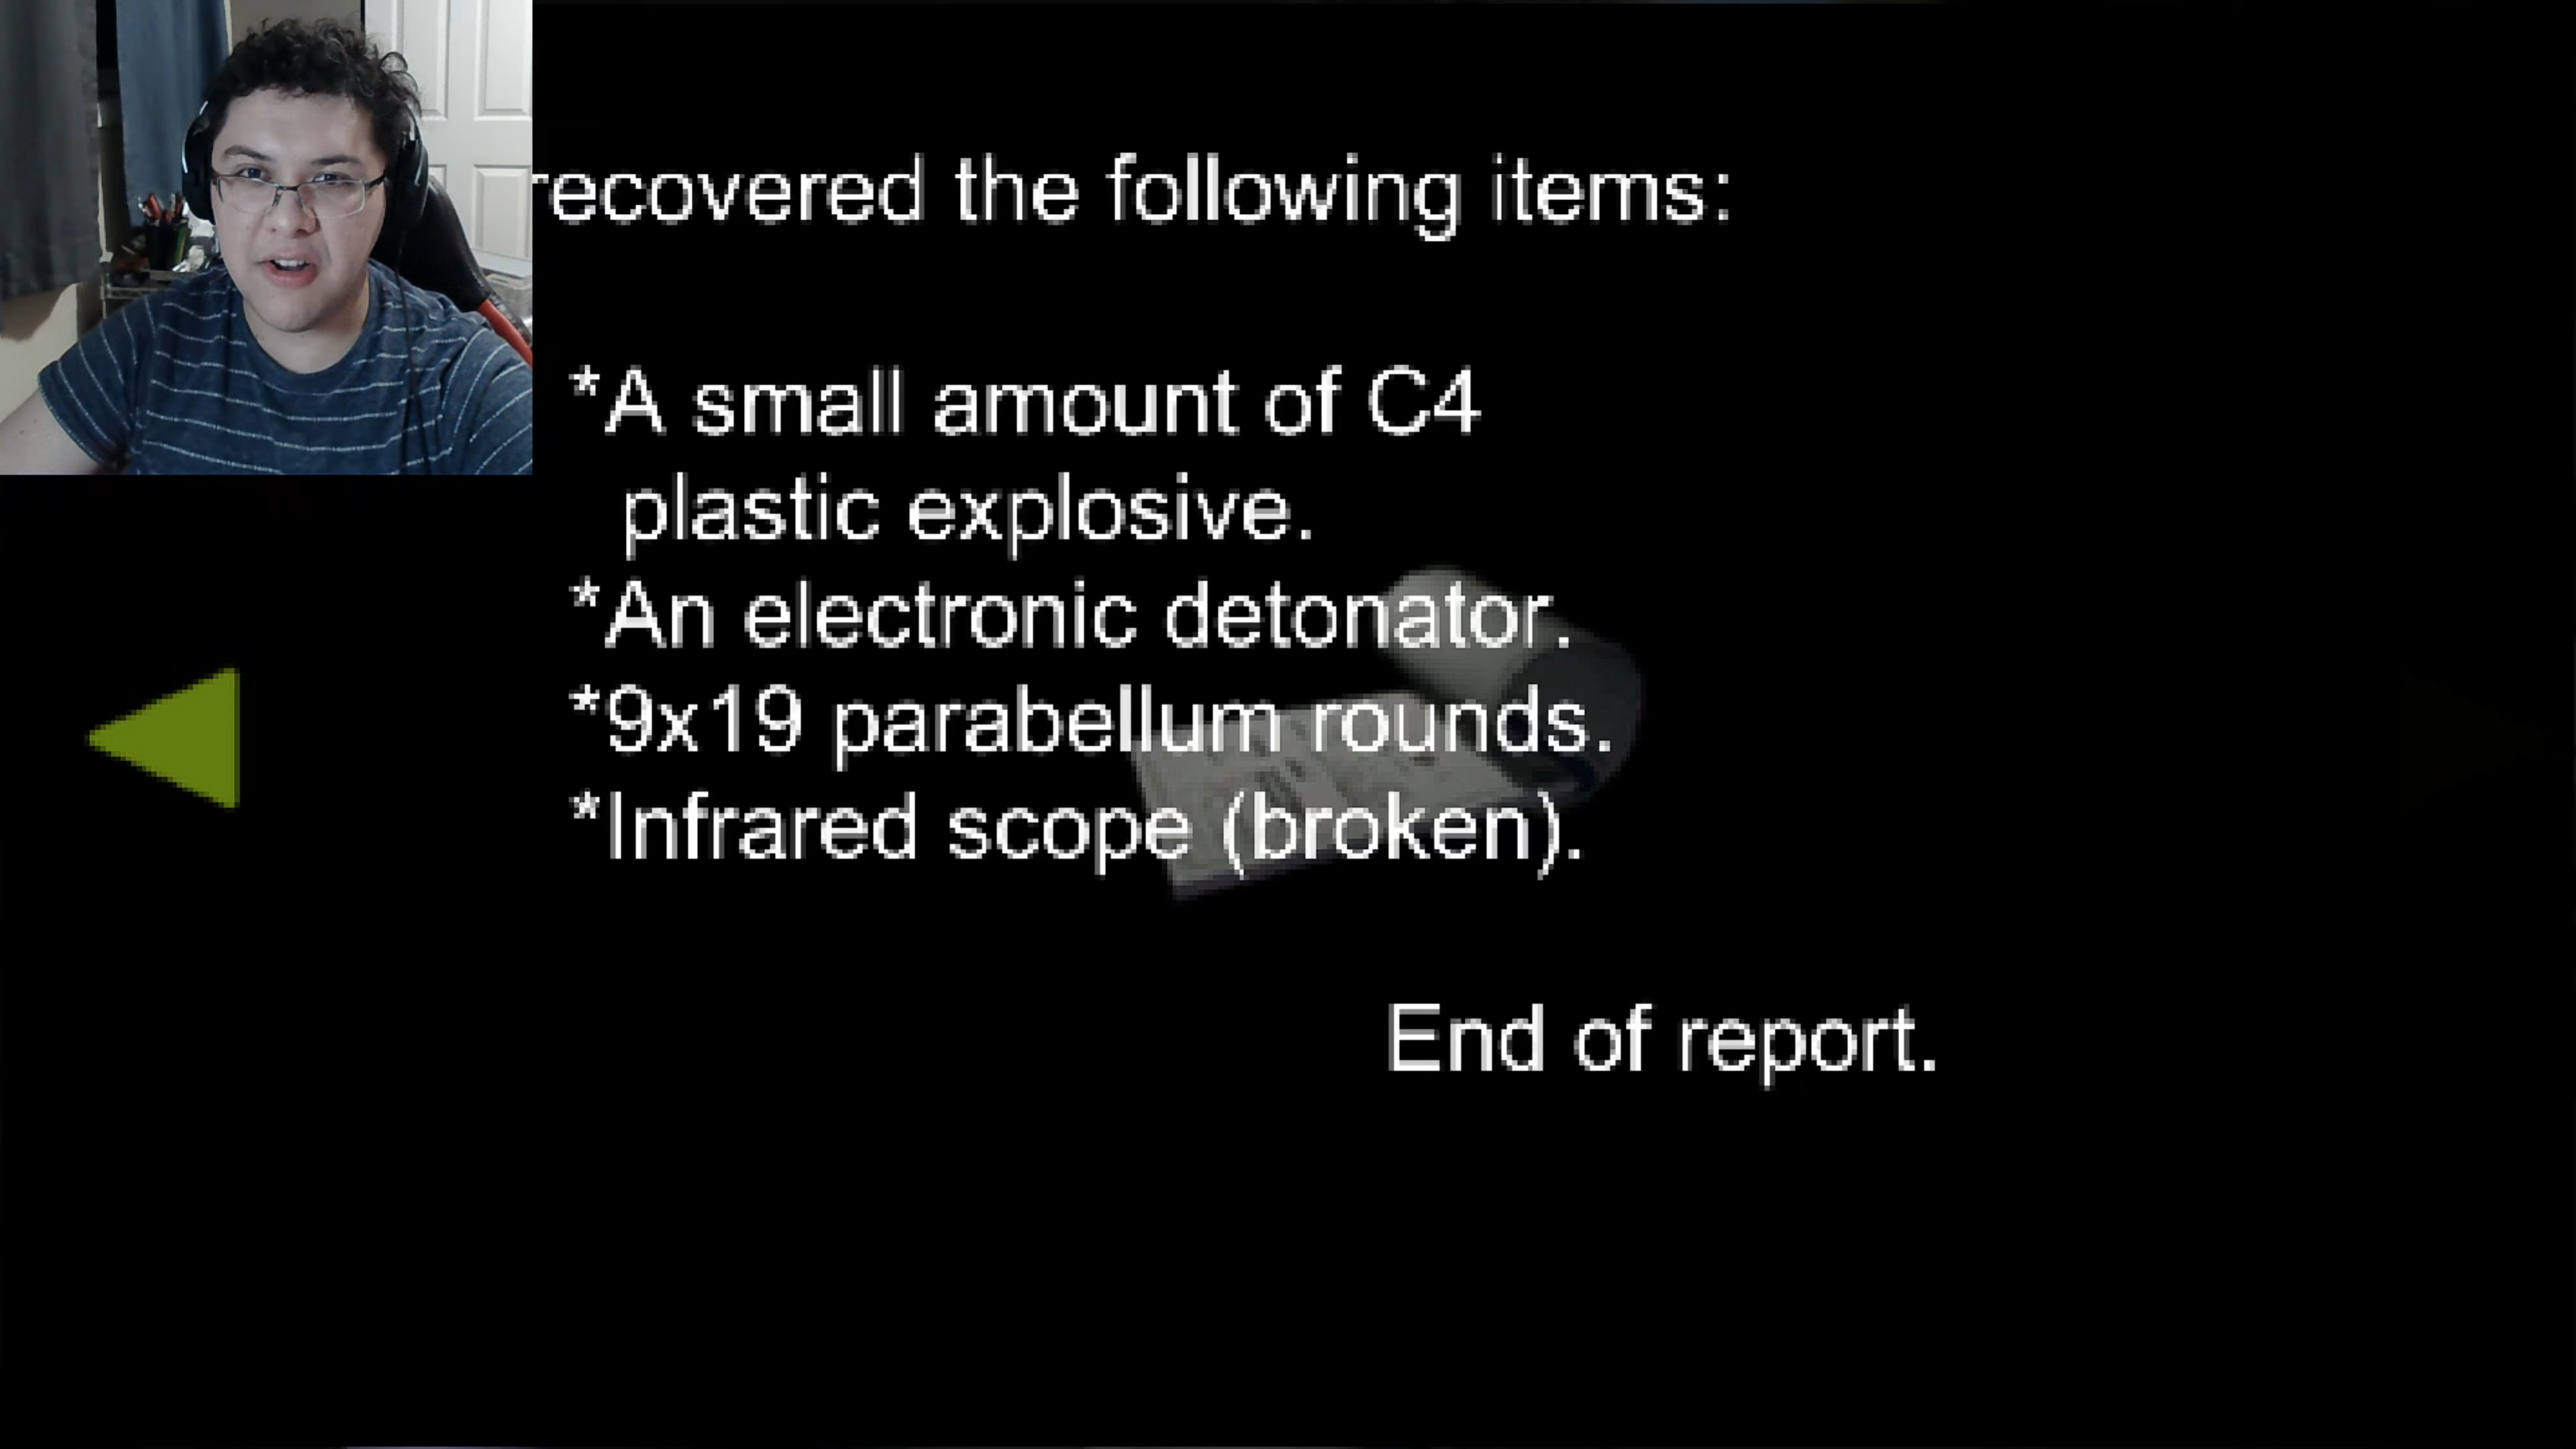 recovered the following items:
*A small amount of C4
plastic explosive.
*An electronic detonator.
*9x19 parabellum rounds.
*Infrared scope (broken).
End of report.